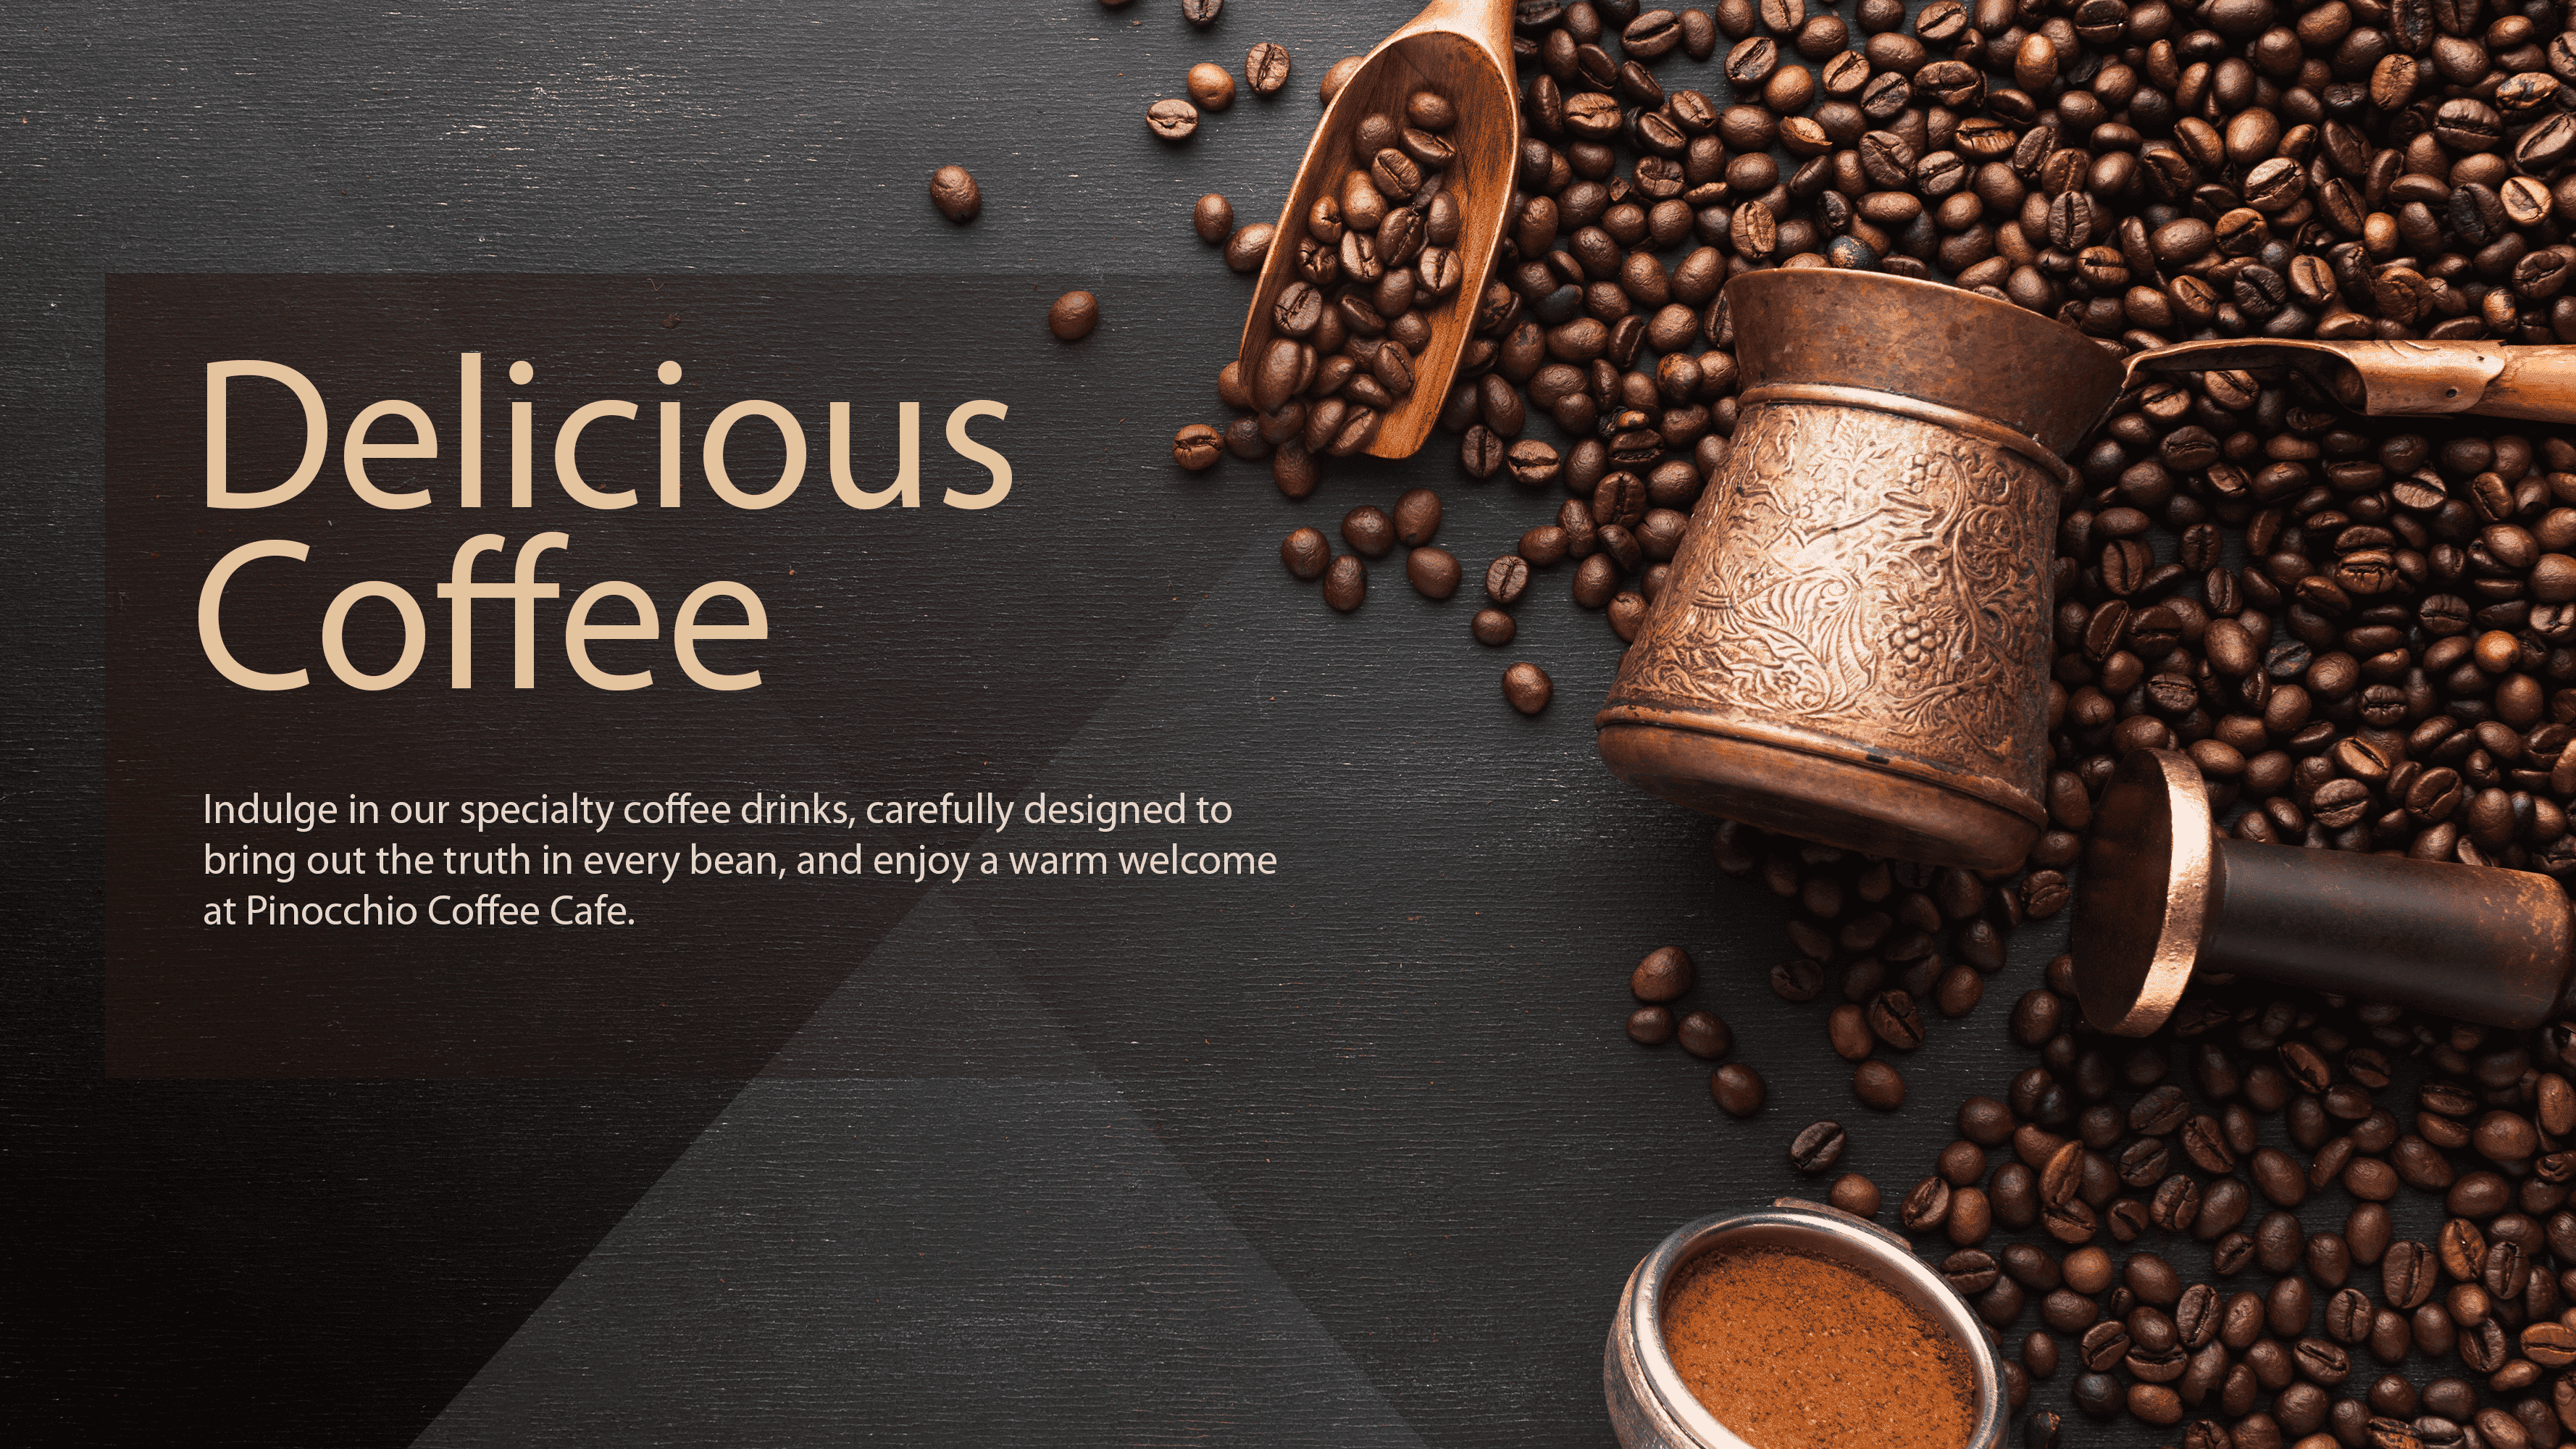 Delicious
Coffee
Indulge in our specialty coffee drinks, carefully designed to
bring out the truth in every bean, and enjoy a warm welcome
at Pinocchio Coffee Cafe.